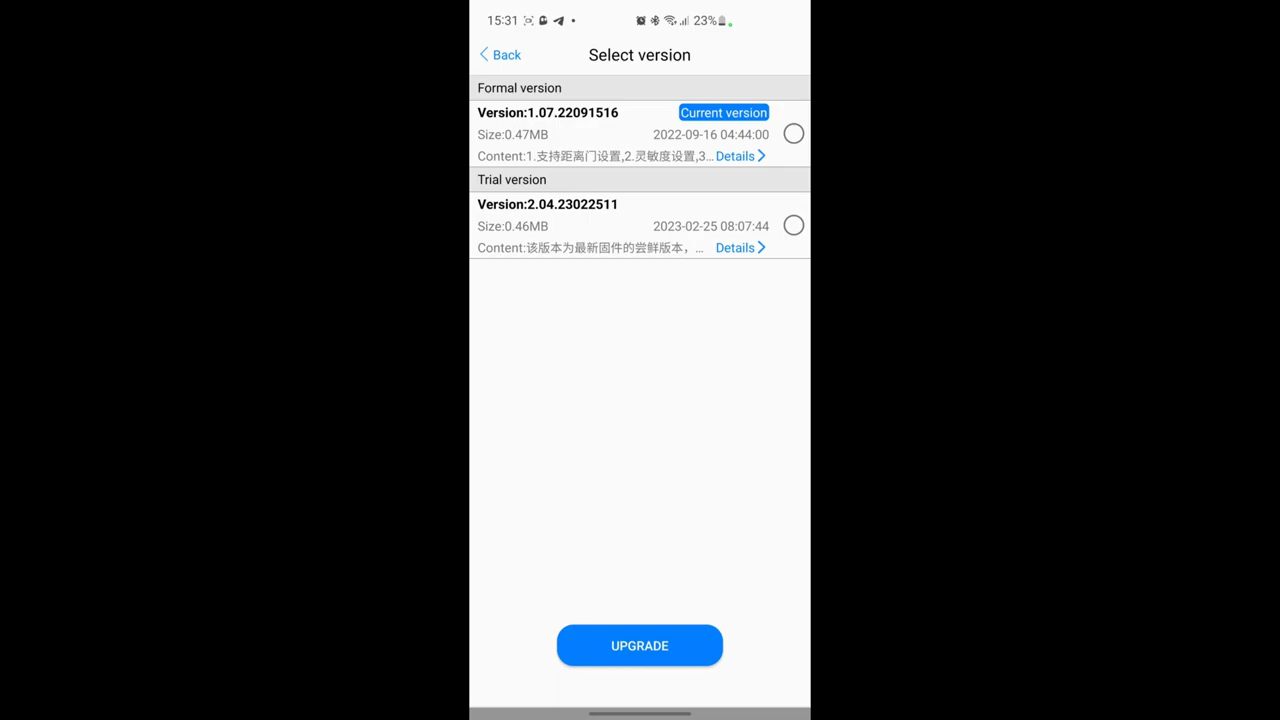 15:31 23%
Back
Select version
Formal version
Version:1.07.22091516 Current version
Size:0.47MB 2022-09-16 04:44:00
Content:1.支持距离门设置,2.灵敏度设置,3... Details
Trial version
Version:2.04.23022511
Size:0.46MB 2023-02-25 08:07:44
Content:该版本为最新固件的尝鲜版本，... Details
UPGRADE